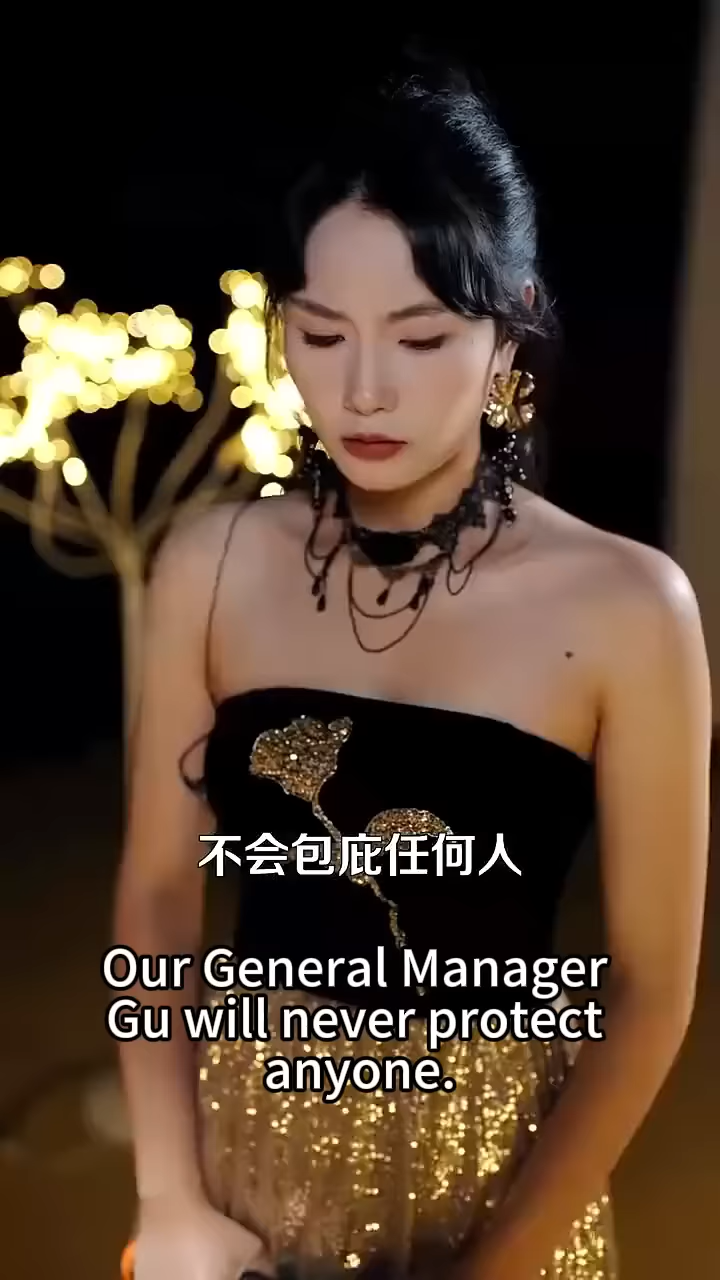 不会包庇任何人
Our General Manager
Gu will never protect
anyone.